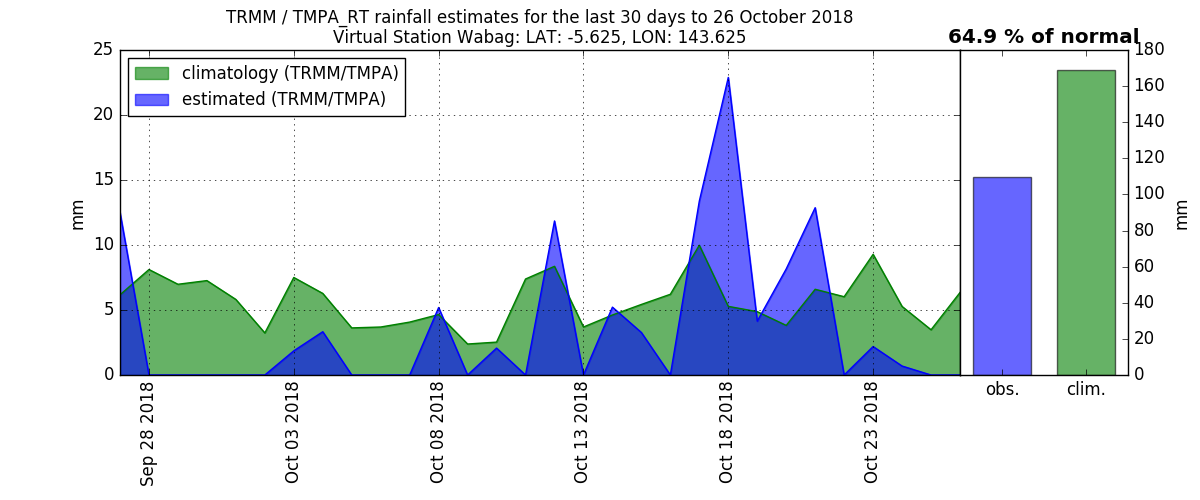 TRMM / TMPA_RT rainfall estimates for the last 30 days to 26 October 2018
Virtual Station Wabag: LAT: -5.625, LON: 143.625
64.9 % of normal
climatology (TRMM/TMPA)
estimated (TRMM/TMPA)
25
20
15
10
5
0
mm
180
160
140
120
100
80
60
40
20
0
mm
Sep 28 2018
Oct 03 2018
Oct 08 2018
Oct 13 2018
Oct 18 2018
Oct 23 2018
obs.
clim.